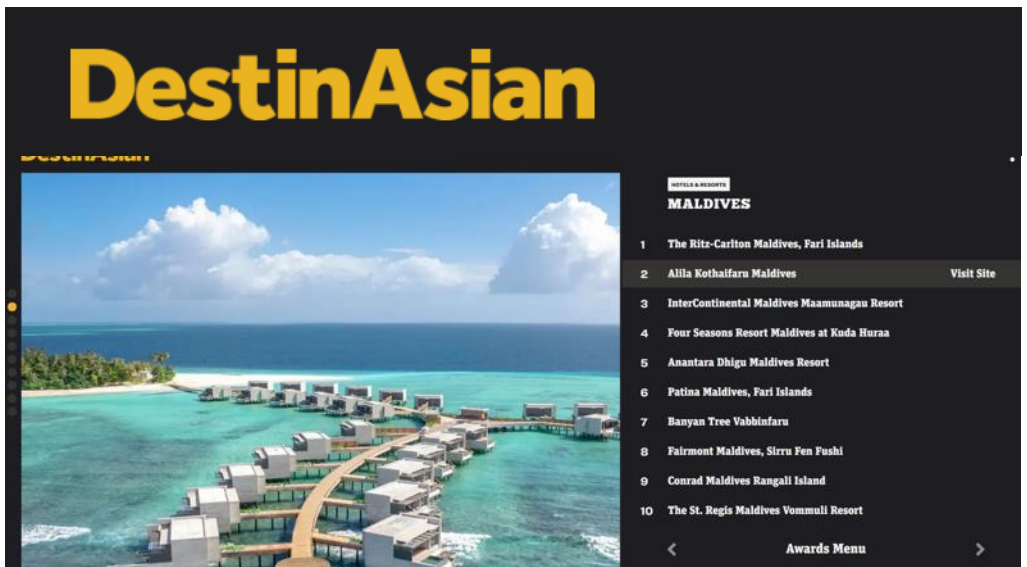 DestinAsian
DestinAsian
HOTELS & RESORTS
MALDIVES
1 The Ritz-Carlton Maldives, Fari Islands
2 Alila Kothaifaru Maldives Visit Site
3 InterContinental Maldives Maamunagau Resort
4 Four Seasons Resort Maldives at Kuda Huraa
5 Anantara Dhigu Maldives Resort
6 Patina Maldives, Fari Islands
7 Banyan Tree Vabbinfaru
8 Fairmont Maldives, Sirru Fen Fushi
9 Conrad Maldives Rangali Island
10 The St. Regis Maldives Vommuli Resort
Awards Menu